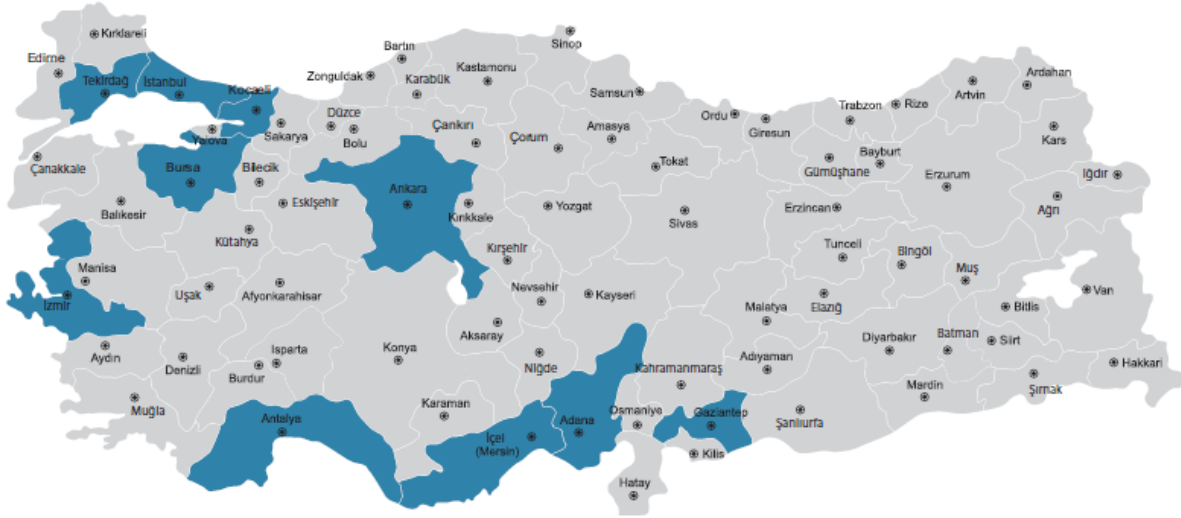 Kırklareli
Edirne
Tekirdağ
İstanbul
Kocaeli
Yalova
Sakarya
Düzce
Bolu
Zonguldak
Bartın
Karabük
Kastamonu
Sinop
Samsun
Çankırı
Çorum
Amasya
Tokat
Ordu
Giresun
Trabzon
Rize
Artvin
Ardahan
Kars
Gümüşhane
Bayburt
Erzurum
Iğdır
Ağrı
Çanakkale
Balıkesir
Bursa
Bilecik
Eskişehir
Kütahya
Ankara
Kırıkkale
Kırşehir
Yozgat
Sivas
Erzincan
Tunceli
Bingöl
Muş
Van
Bitlis
Manisa
İzmir
Uşak
Afyonkarahisar
Nevsehir
Kayseri
Aksaray
Malatya
Elazığ
Diyarbakır
Batman
Siirt
Hakkari
Şırnak
Mardin
Aydın
Denizli
Burdur
Isparta
Konya
Niğde
Kahramanmaraş
Adıyaman
Muğla
Antalya
Karaman
İçel
(Mersin)
Adana
Osmaniye
Gaziantep
Şanlıurfa
Kilis
Hatay